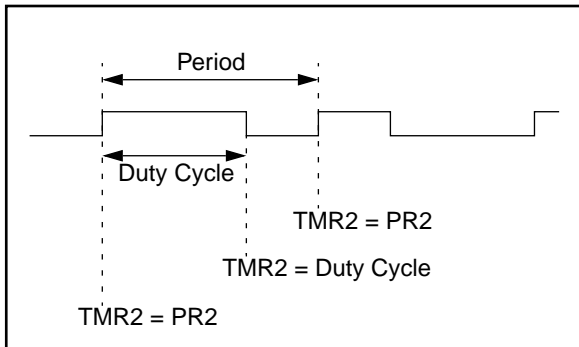 Period
Duty Cycle
TMR2 = PR2
TMR2 = Duty Cycle
TMR2 = PR2